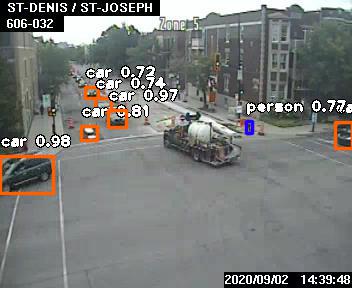 ST-DENIS / ST-JOSEPH
606-032
Zone 5
car 0.72
car 0.74
car 0.97
car 0.81
person 0.77
car 0.98
2020/09/02 14:39:48